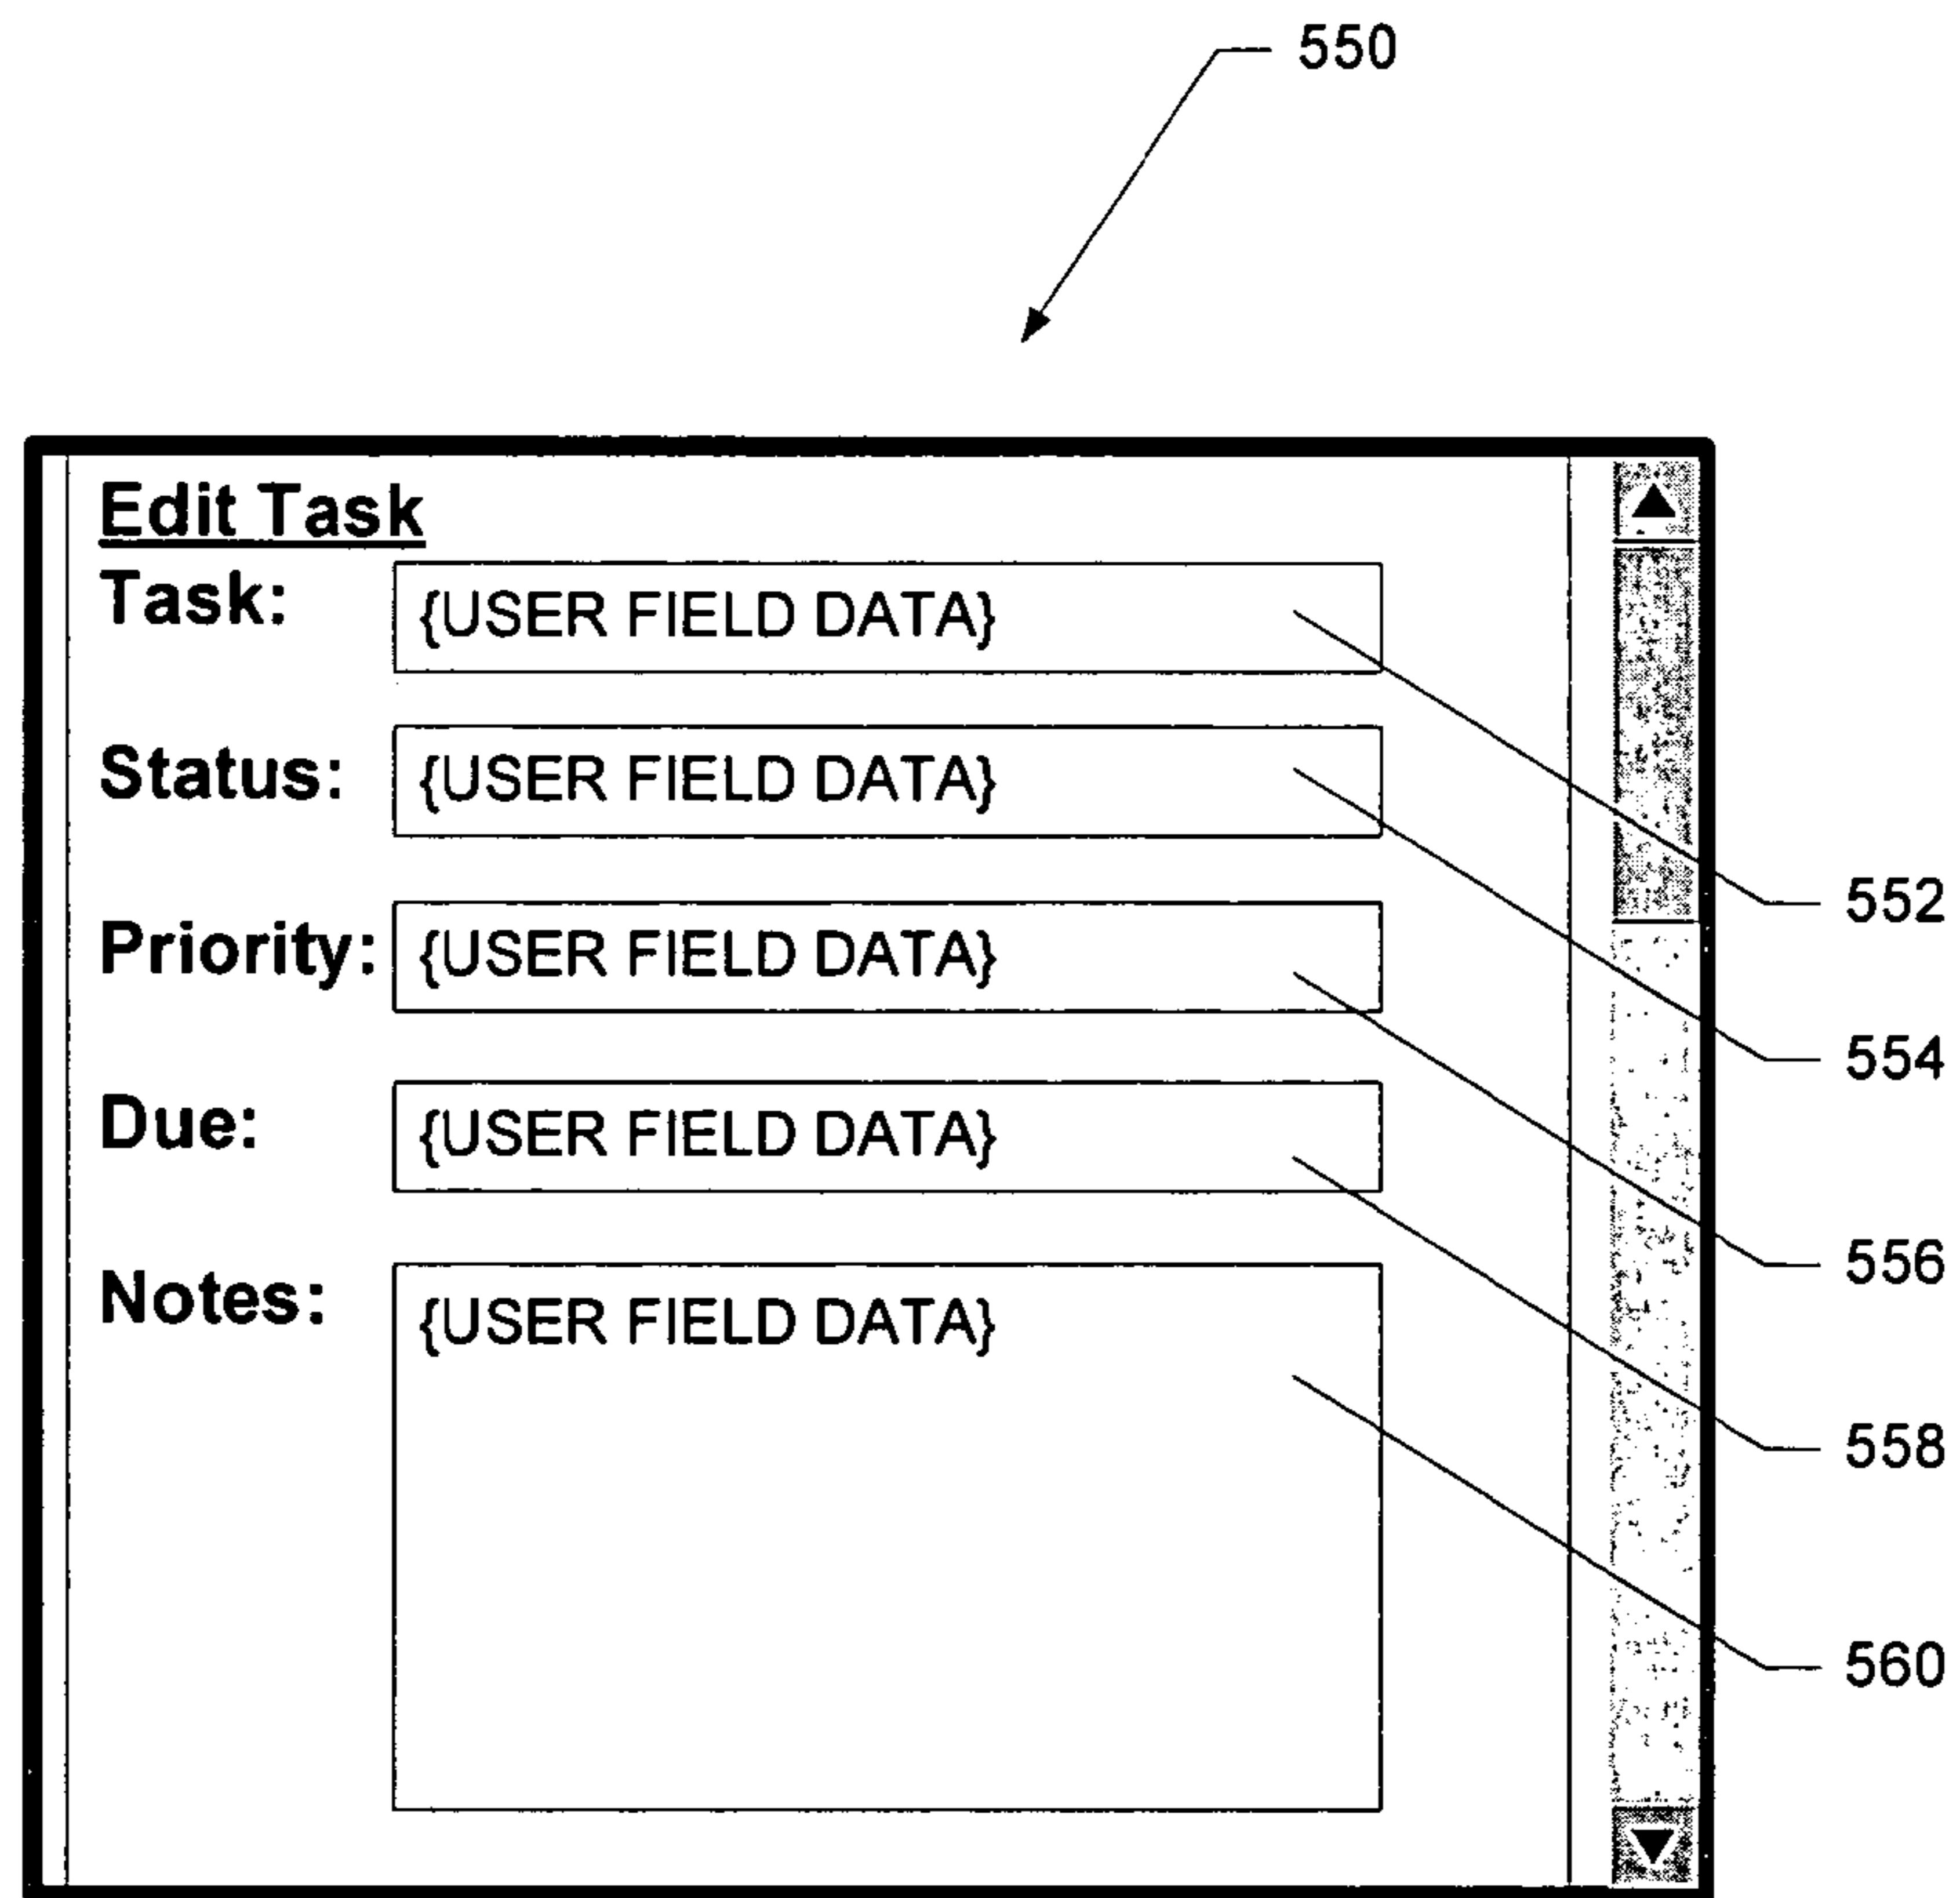 550
Edit Task
Task: {USER FIELD DATA}
Status: {USER FIELD DATA}
552
Priority: {USER FIELD DATA}
554
Due: {USER FIELD DATA}
556
Notes: {USER FIELD DATA}
558
560